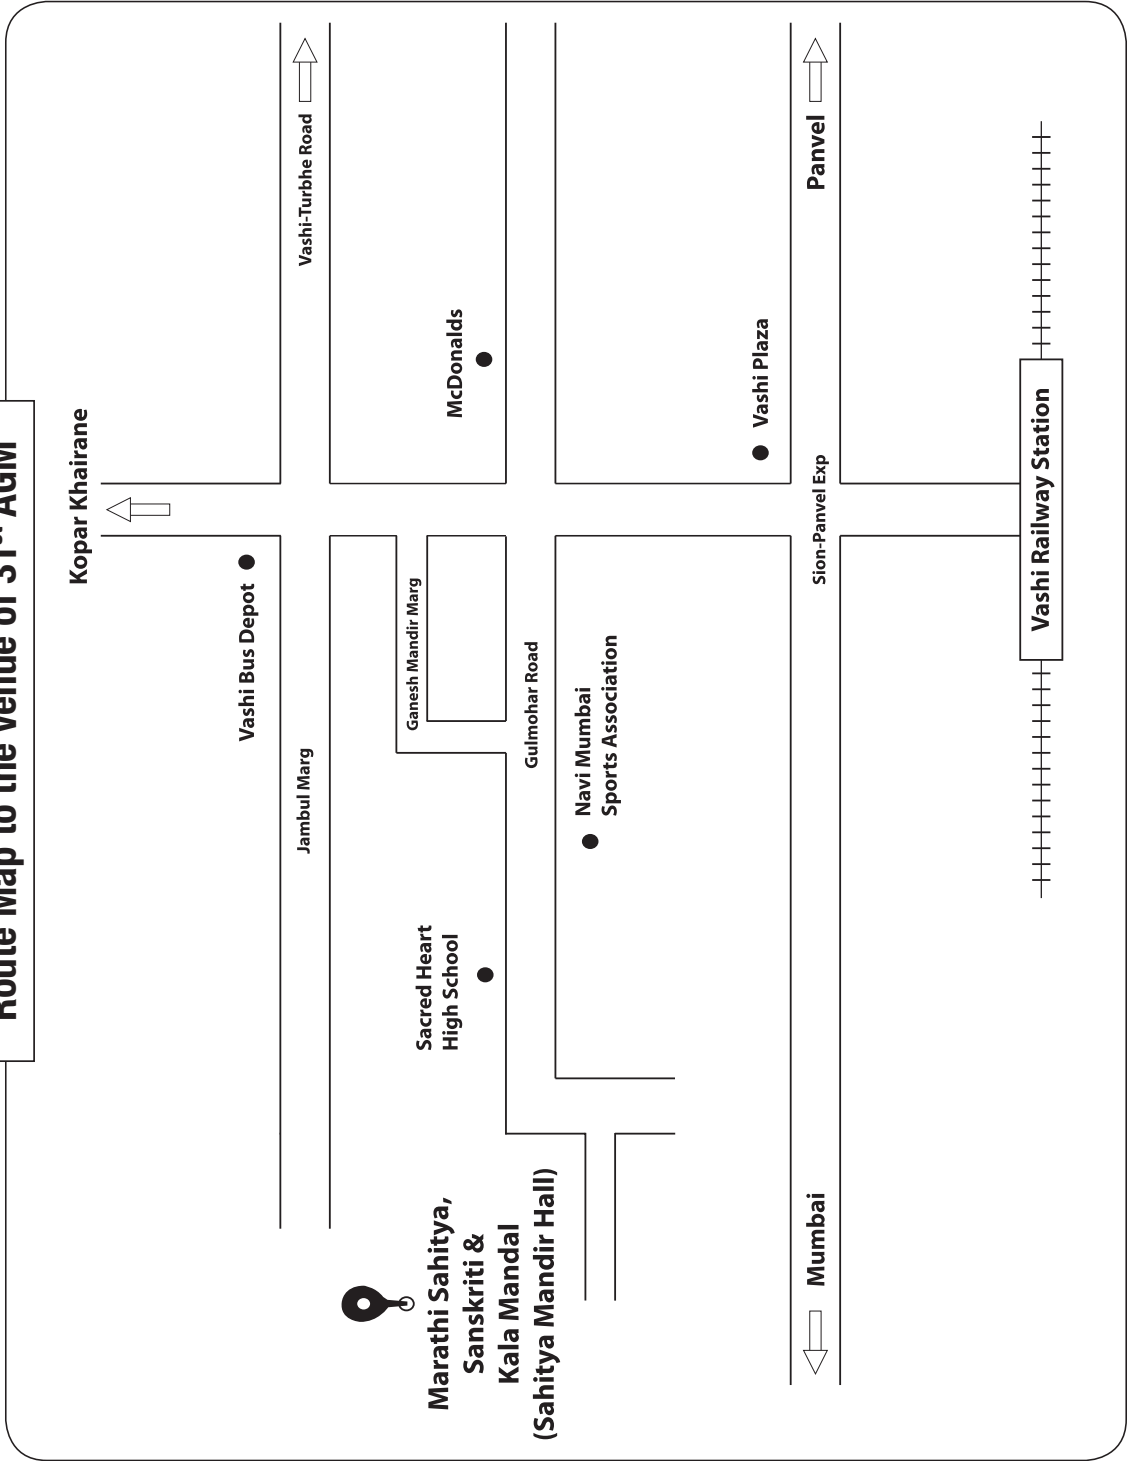 Route Map to the venue of 31st AGM
Kopar Khairane
Vashi Bus Depot
Jambul Marg
Vashi-Turbhe Road
Marathi Sahitya,
Sanskriti &
Kala Mandal
(Sahitya Mandir Hall)
Sacred Heart
High School
Ganesh Mandir Marg
McDonalds
Gulmohar Road
Navi Mumbai
Sports Association
Vashi Plaza
Mumbai
Sion-Panvel Exp
Panvel
Vashi Railway Station